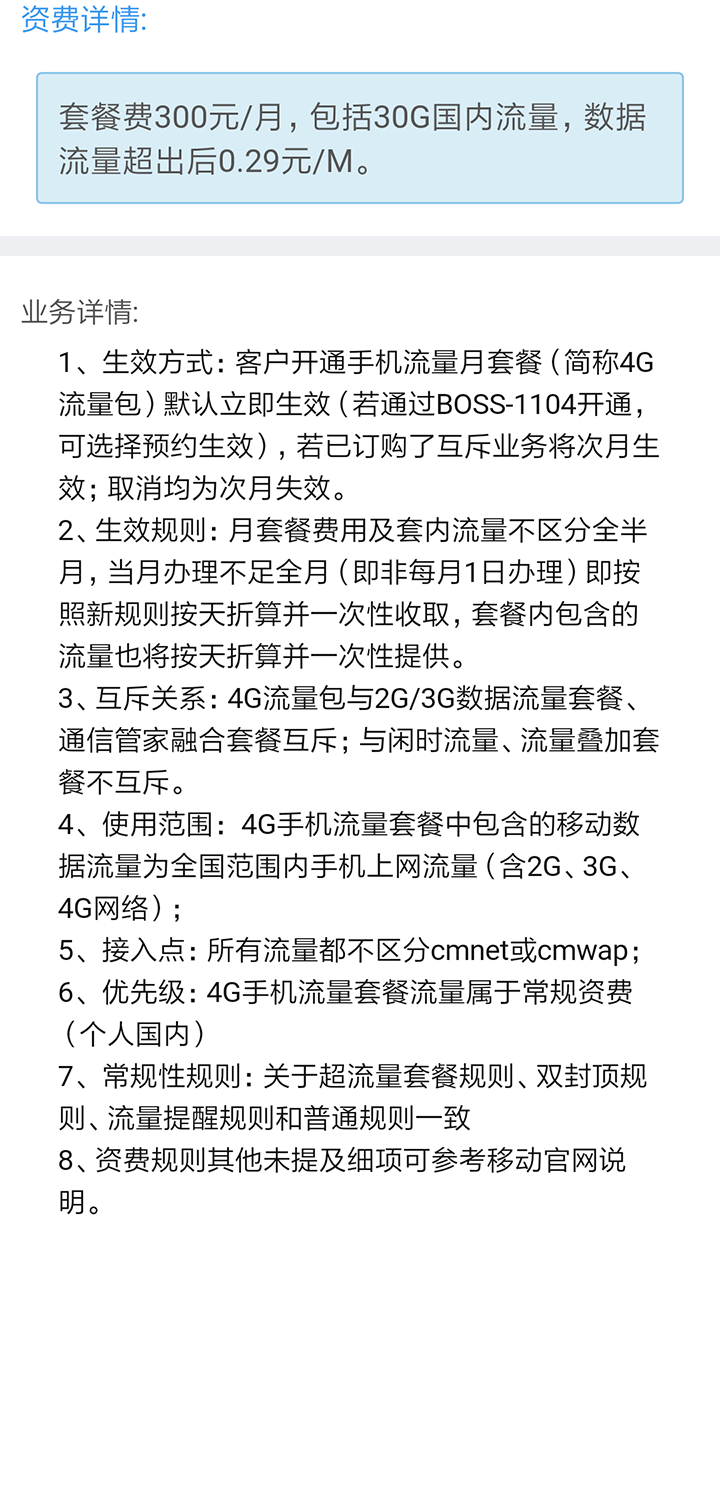 资费详情:
套餐费300元/月，包括30G国内流量，数据
流量超出后0.29元/M。
业务详情:
1、生效方式：客户开通手机流量月套餐（简称4G
流量包）默认立即生效（若通过BOSS-1104开通，
可选择预约生效），若已订购了互斥业务将次月生
效；取消均为次月失效。
2、生效规则：月套餐费用及套内流量不区分全半
月，当月办理不足全月（即非每月1日办理）即按
照新规则按天折算并一次性收取，套餐内包含的
流量也将按天折算并一次性提供。
3、互斥关系：4G流量包与2G/3G数据流量套餐、
通信管家融合套餐互斥；与闲时流量、流量叠加套
餐不互斥。
4、使用范围：4G手机流量套餐中包含的移动数
据流量为全国范围内手机上网流量（含2G、3G、
4G网络）；
5、接入点：所有流量都不区分cmnet或cmwap；
6、优先级：4G手机流量套餐流量属于常规资费
（个人国内）
7、常规性规则：关于超流量套餐规则、双封顶规
则、流量提醒规则和普通规则一致
8、资费规则其他未提及细项可参考移动官网说
明。